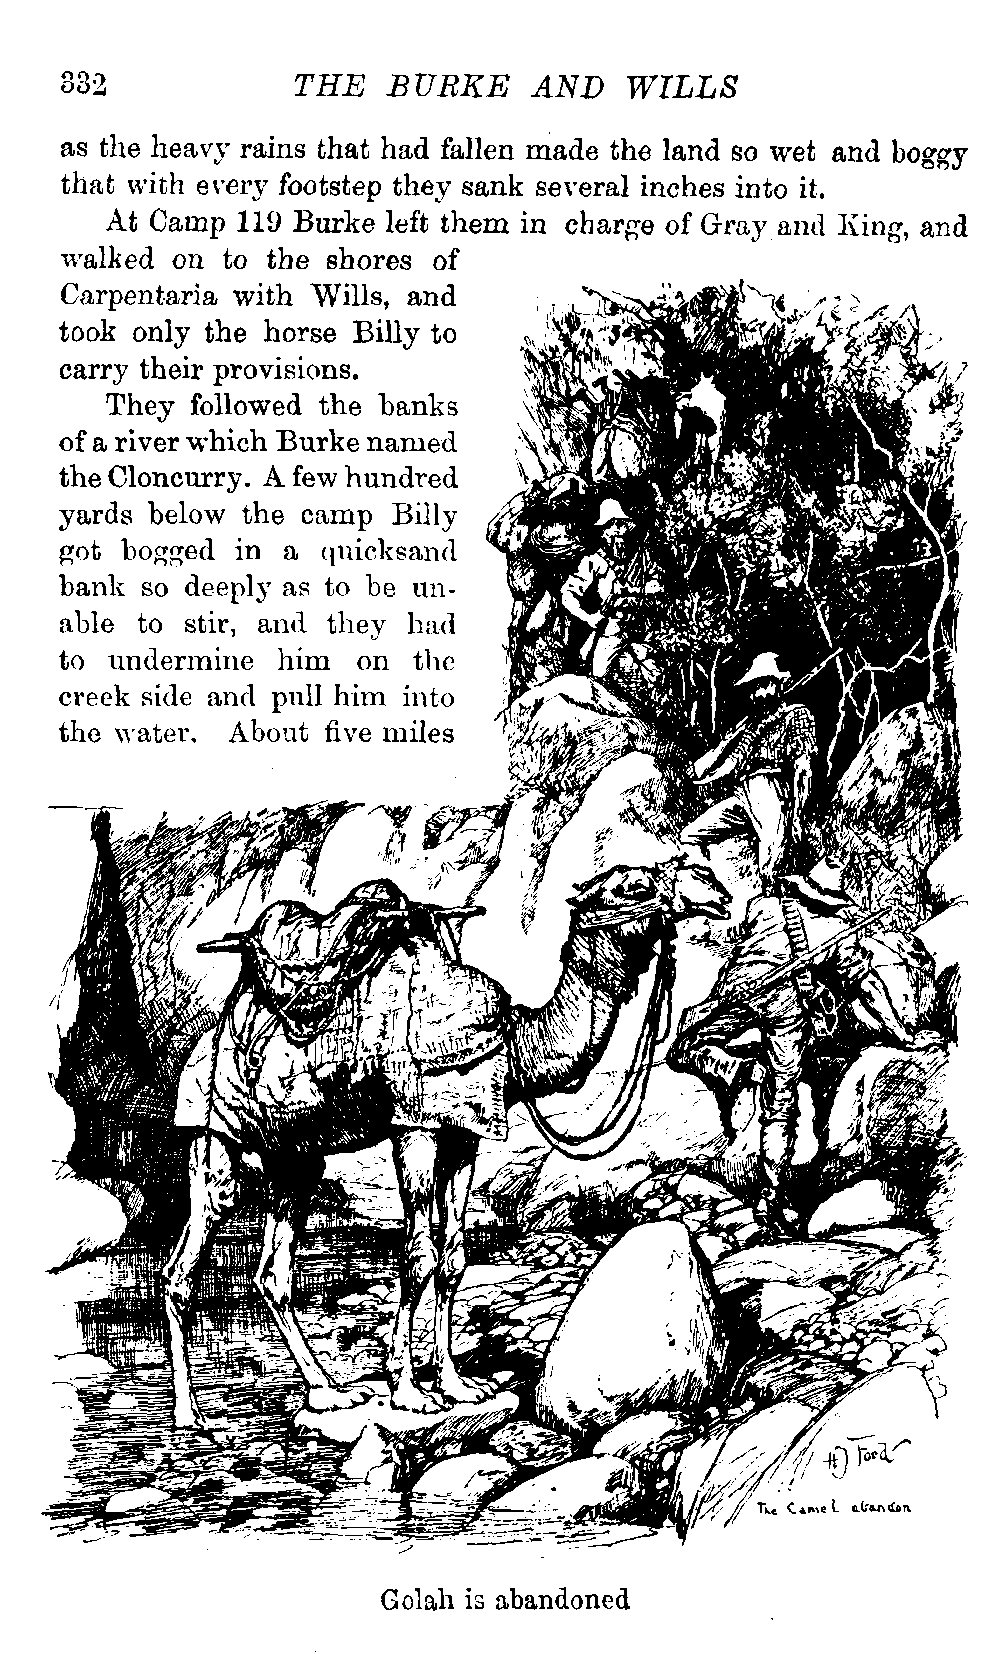 332 THE BURKE AND WILLS
as the heavy rains that had fallen made the land so wet and boggy
that with every footstep they sank several inches into it.
At Camp 119 Burke left them in charge of Gray and King, and
walked on to the shores of
Carpentaria with Wills, and
took only the horse Billy to
carry their provisions.
They followed the banks
of a river which Burke named
the Cloncurry. A few hundred
yards below the camp Billy
got bogged in a quicksand
bank so deeply as to be un-
able to stir, and they had
to undermine him on the
creek side and pull him into
the water. About five miles
HJ Ford
The Camel abandon
Golah is abandoned